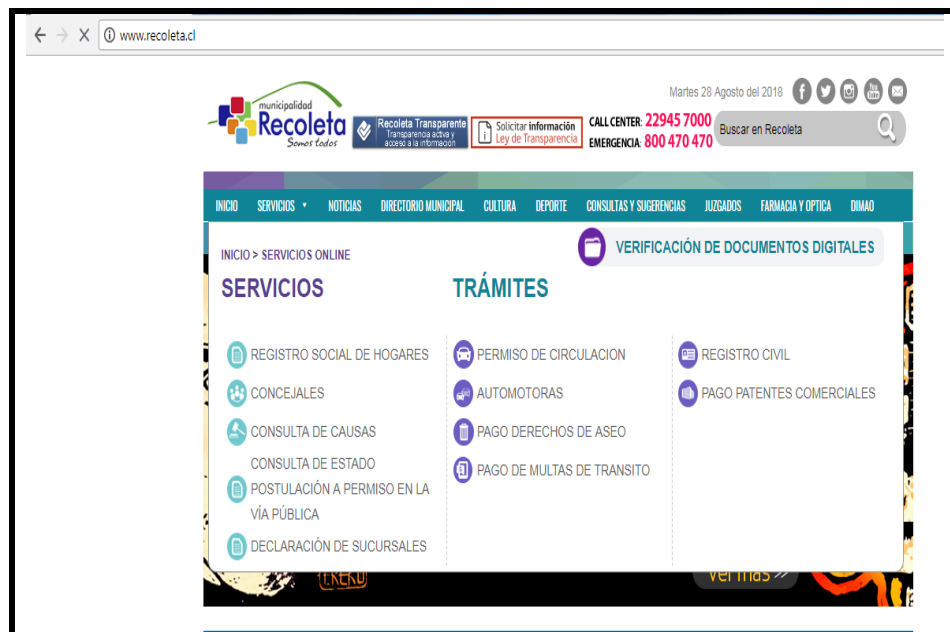 www.recoleta.cl
Martes 28 Agosto del 2018
municipalidad
Recoleta
Somos todos
Recoleta Transparente
Transparencia activa y
acceso a la información
Solicitar información
Ley de Transparencia
CALL CENTER: 22945 7000
EMERGENCIA: 800 470 470
Buscar en Recoleta
INICIO SERVICIOS NOTICIAS DIRECTORIO MUNICIPAL CULTURA DEPORTE CONSULTAS Y SUGERENCIAS JUZGADOS FARMACIA Y OPTICA DIMAO
INICIO > SERVICIOS ONLINE
VERIFICACIÓN DE DOCUMENTOS DIGITALES
SERVICIOS
REGISTRO SOCIAL DE HOGARES
CONCEJALES
CONSULTA DE CAUSAS
CONSULTA DE ESTADO
POSTULACIÓN A PERMISO EN LA
VÍA PÚBLICA
DECLARACIÓN DE SUCURSALES
TRÁMITES
PERMISO DE CIRCULACION
AUTOMOTORAS
PAGO DERECHOS DE ASEO
PAGO DE MULTAS DE TRANSITO
REGISTRO CIVIL
PAGO PATENTES COMERCIALES
ver más